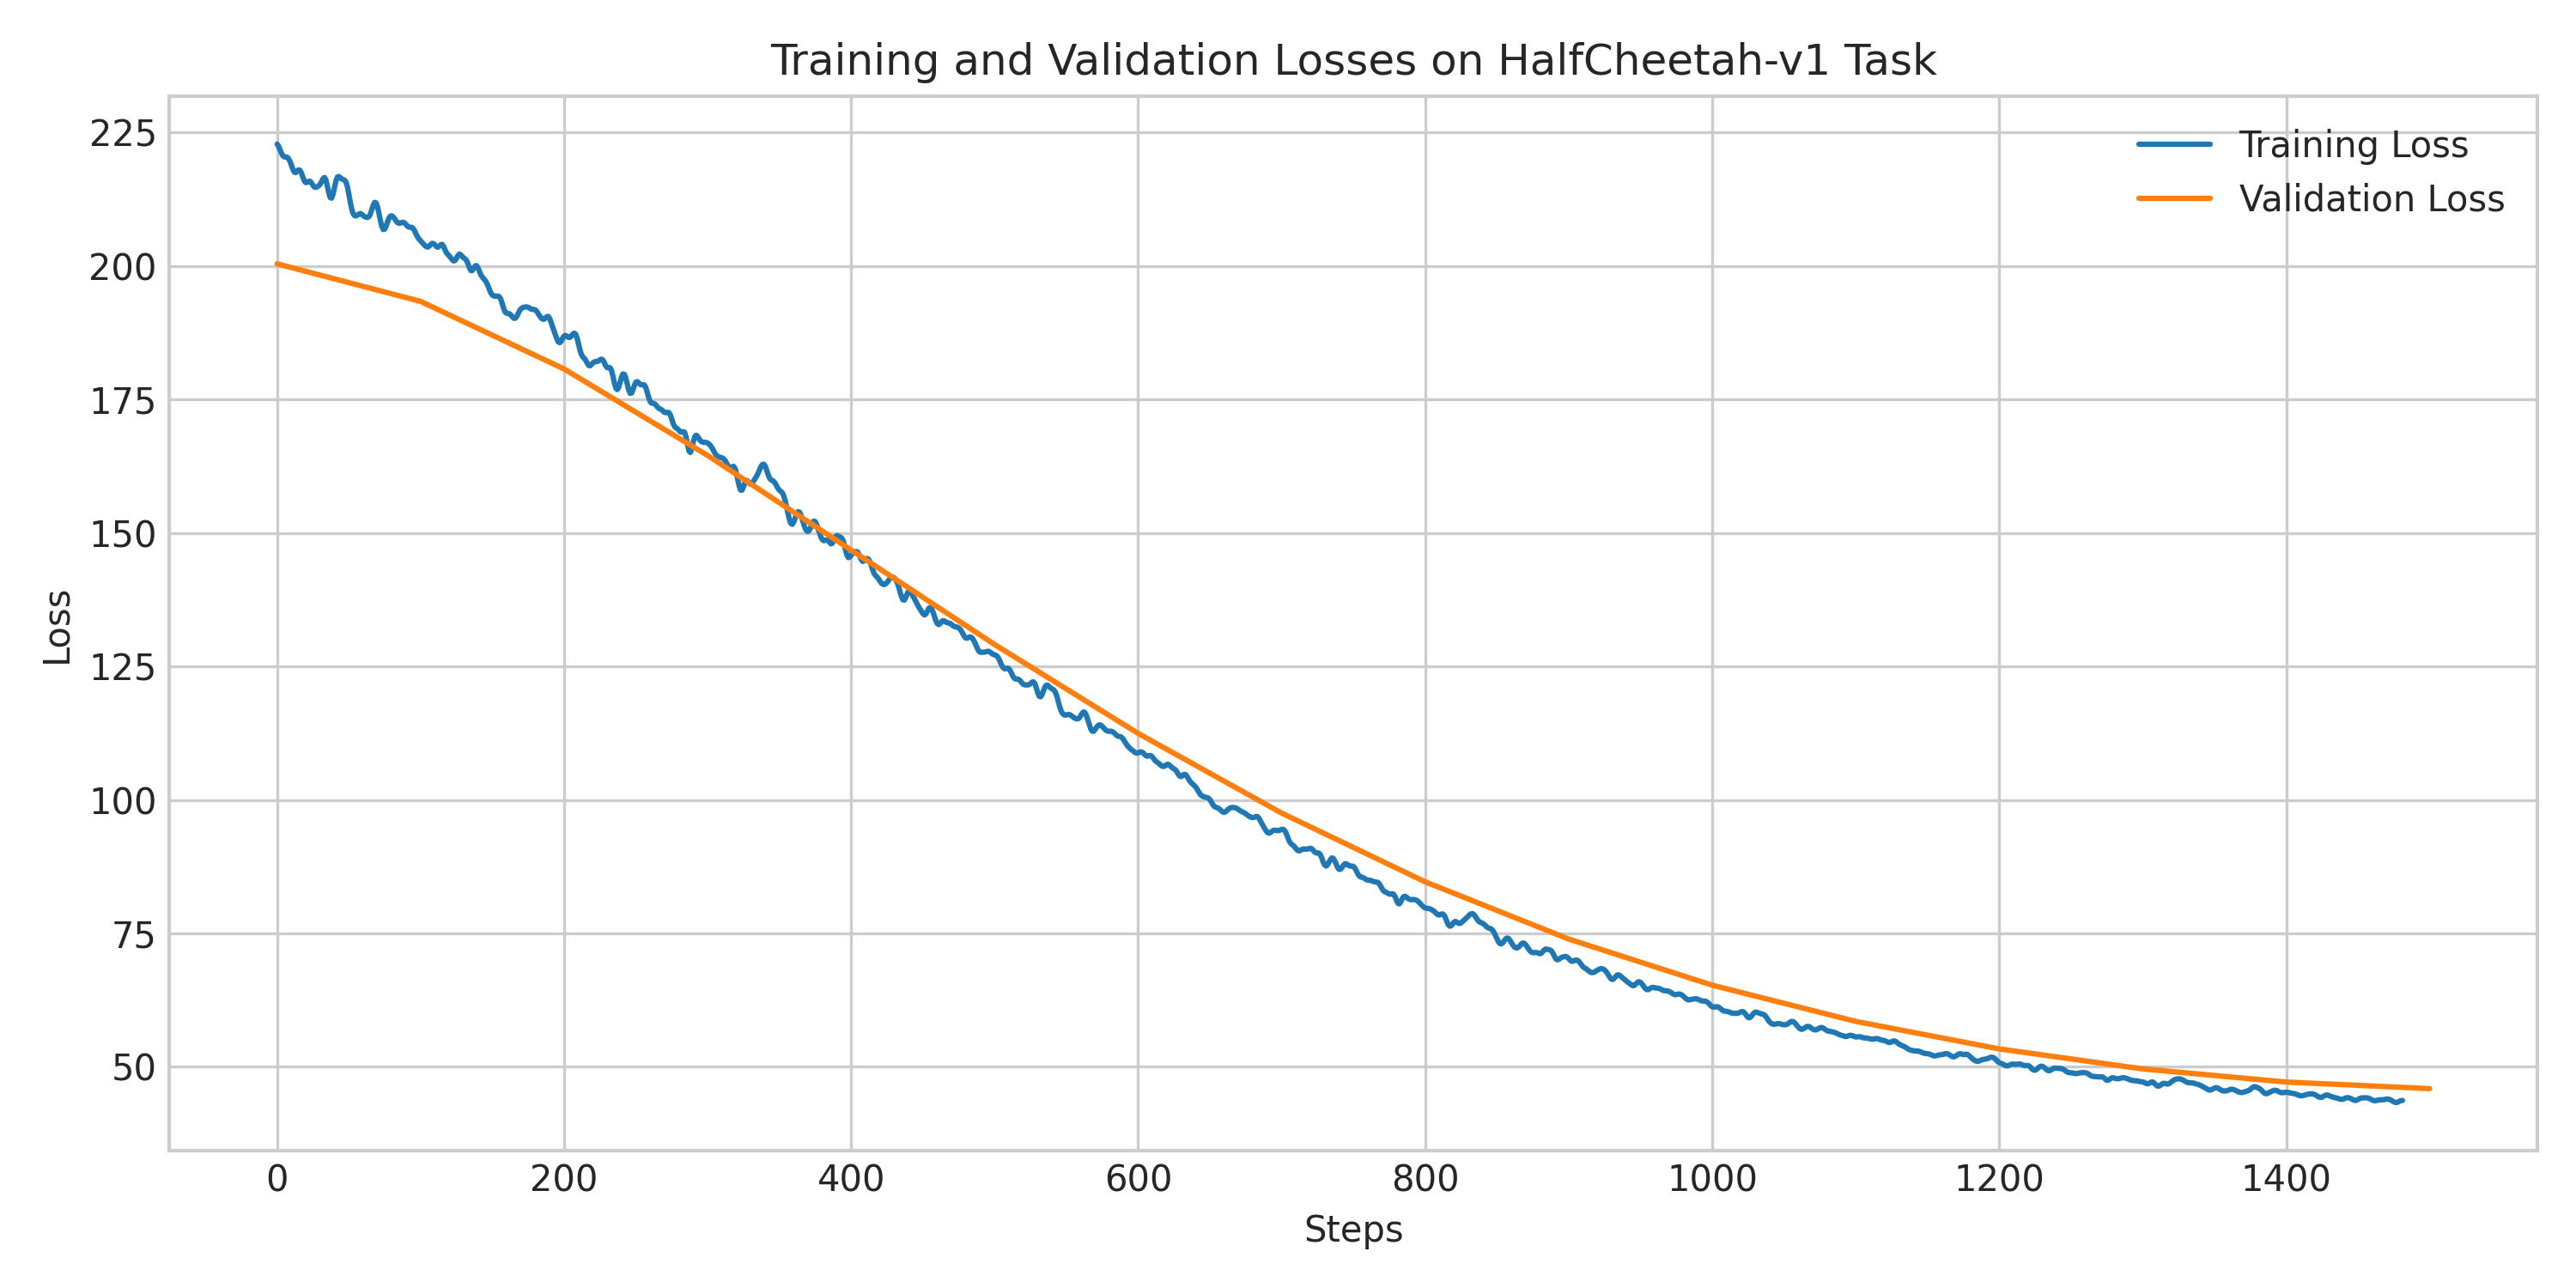 Training and Validation Losses on HalfCheetah-v1 Task
Training Loss
Validation Loss
Loss
225
200
175
150
125
100
75
50
0 200 400 600 800 1000 1200 1400
Steps